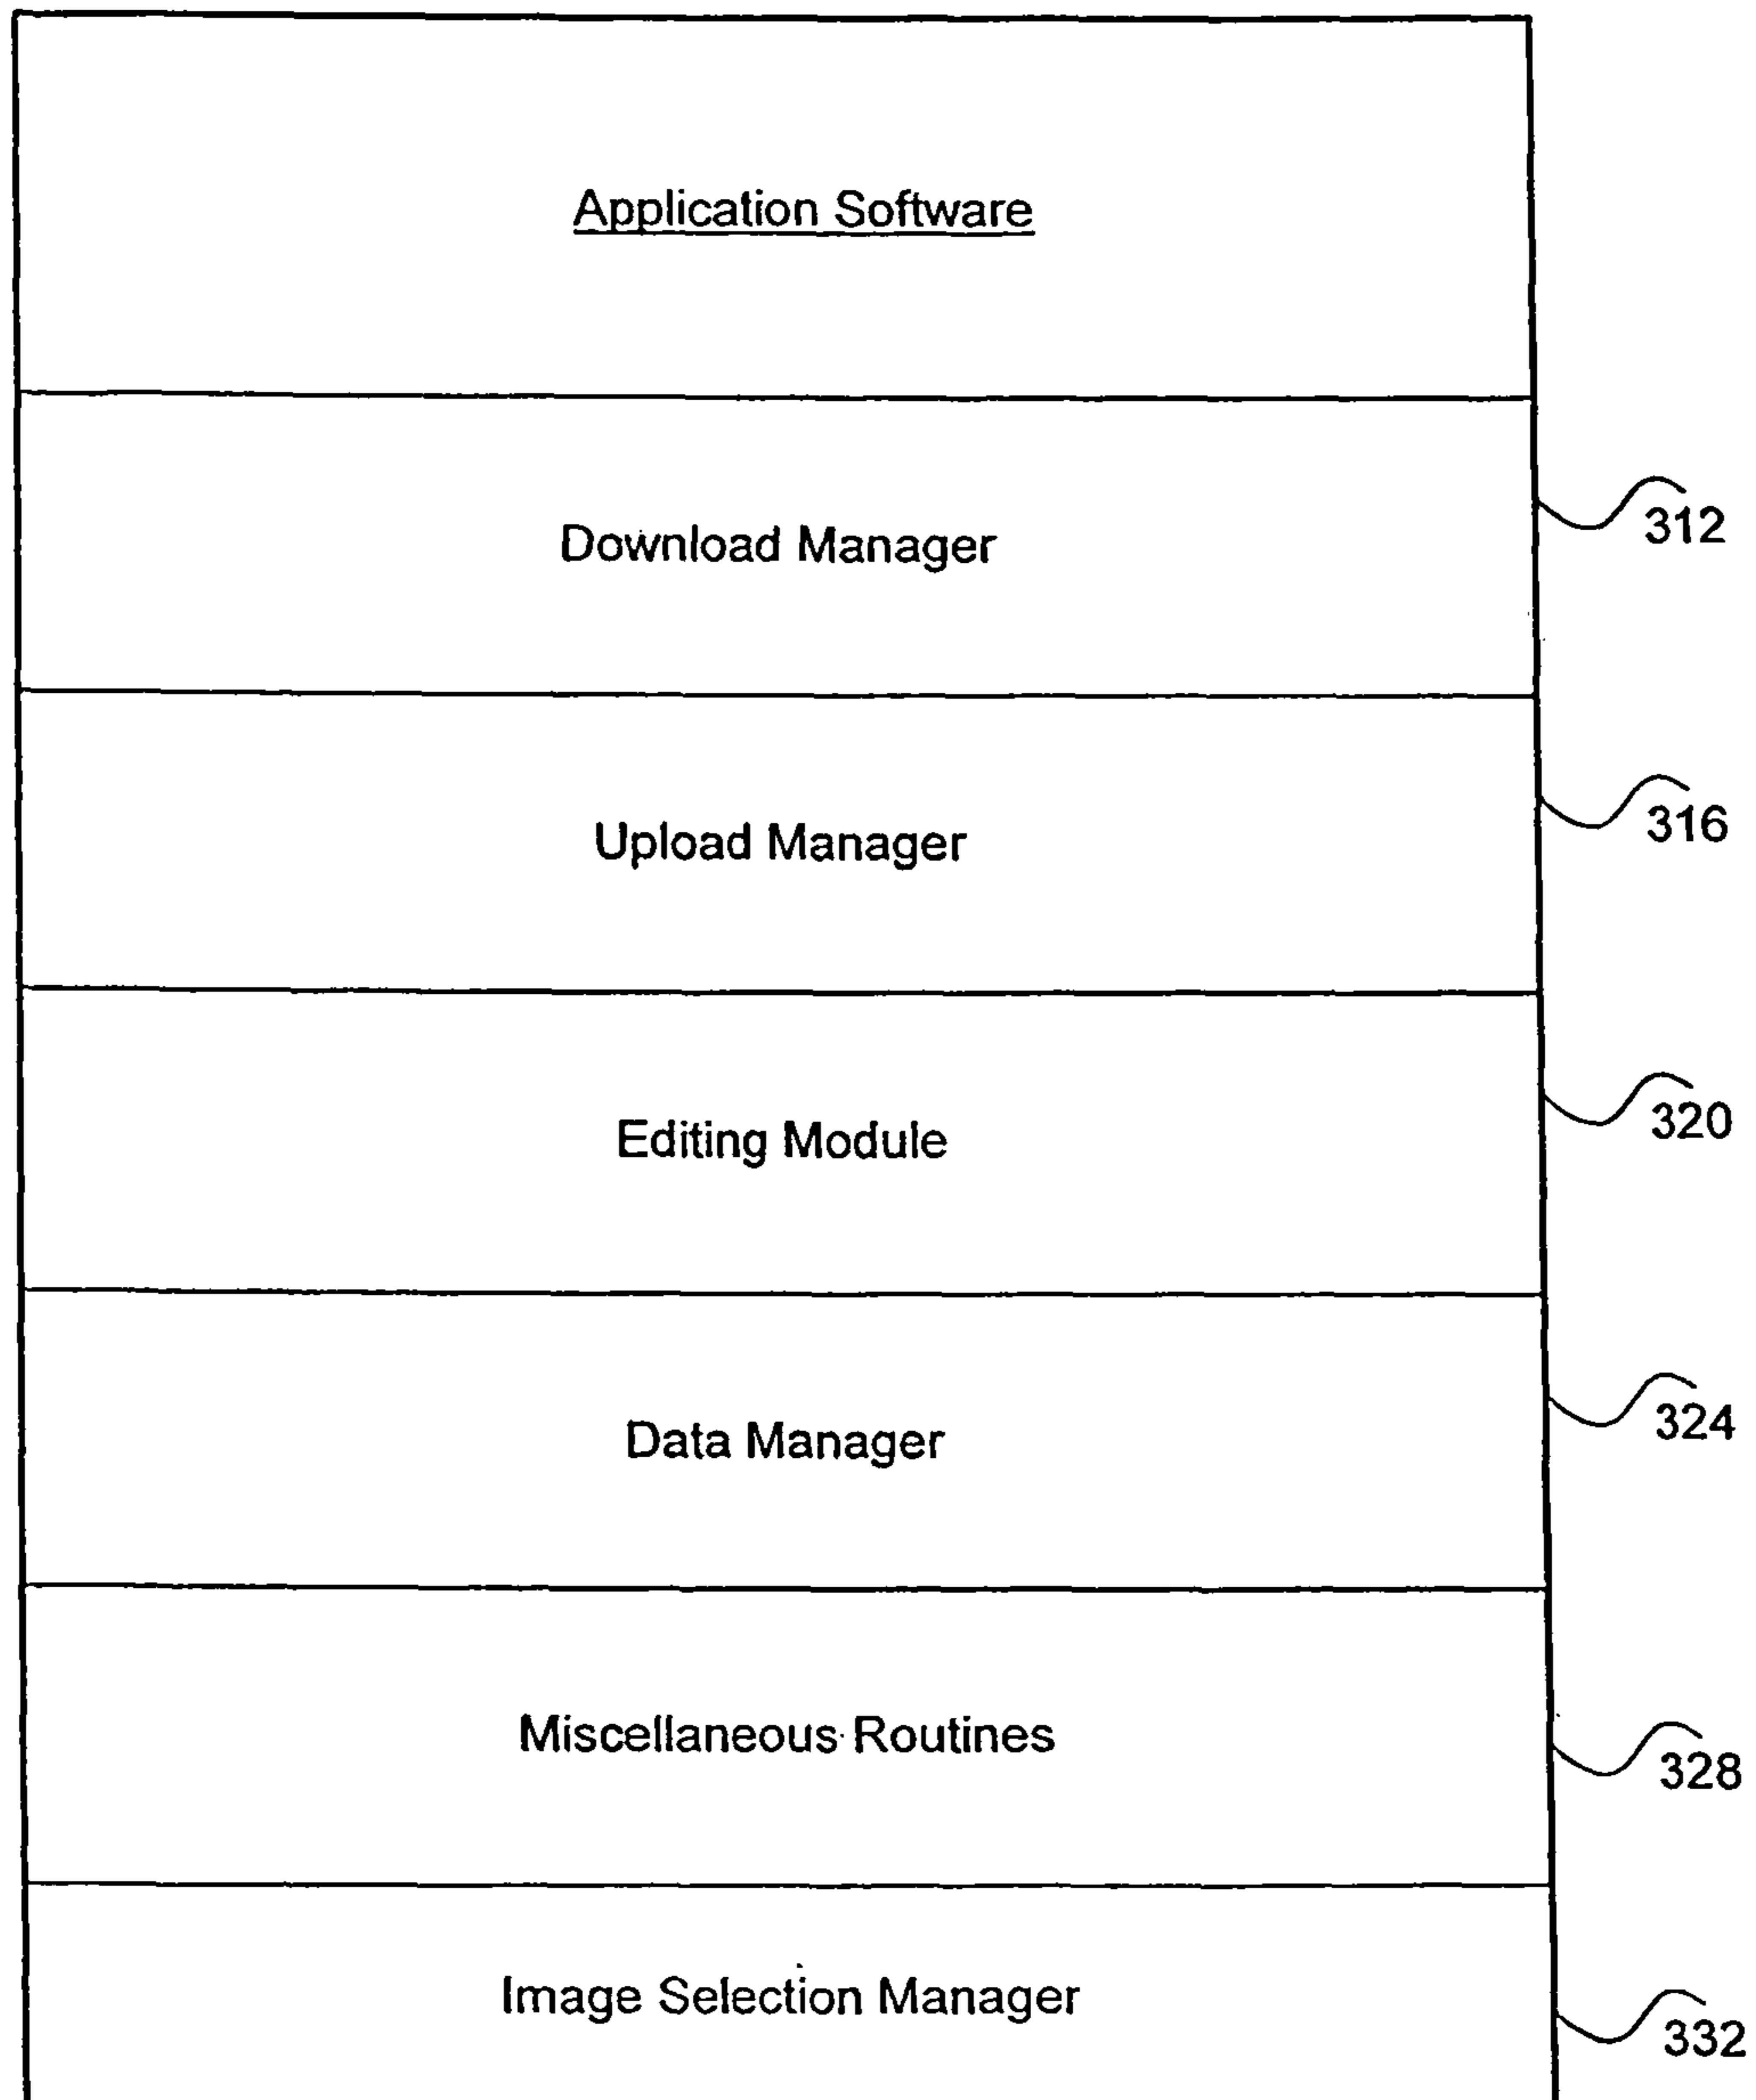 Application Software
Download Manager
312
Upload Manager
316
Editing Module
320
Data Manager
324
Miscellaneous Routines
328
Image Selection Manager
332